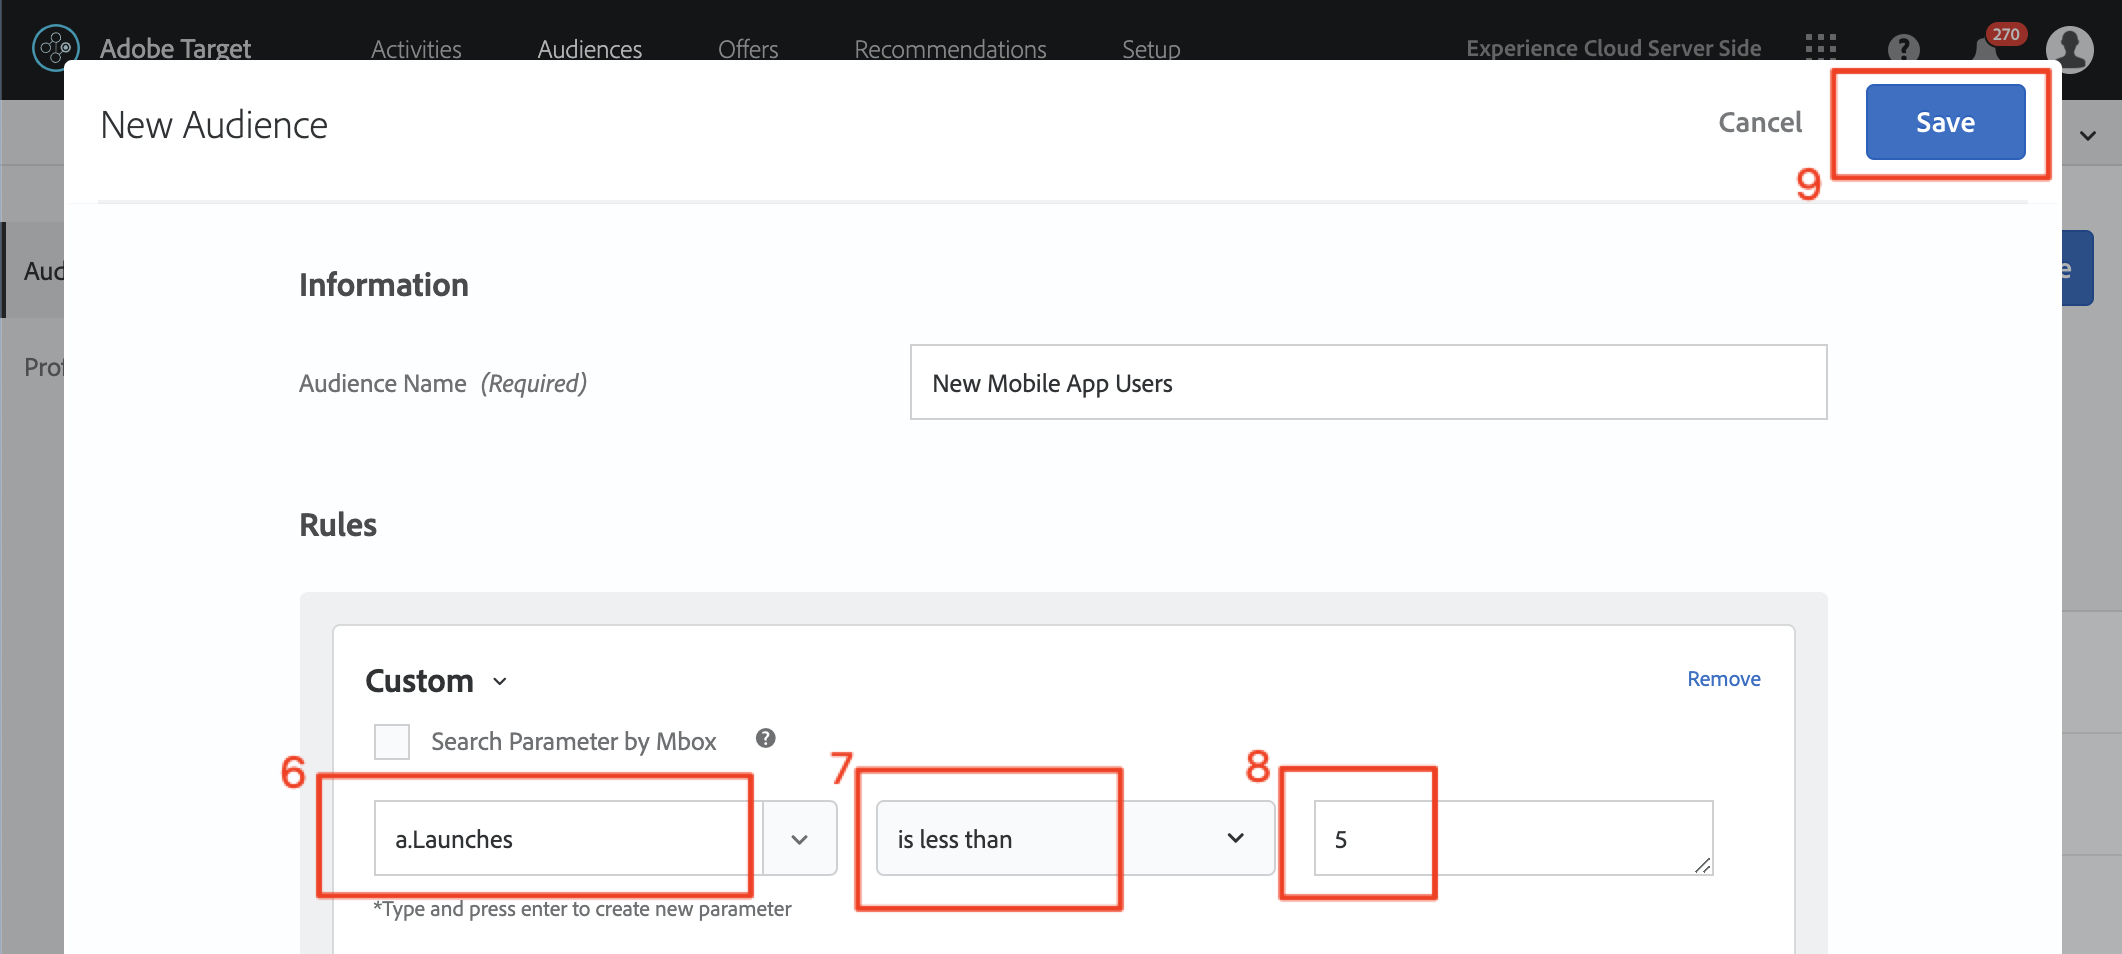 Adobe Target Activities Audiences Offers Recommendations Setup Experience Cloud Server Side ? 270
New Audience Cancel Save
9
Aud
e
Information
Prof
Audience Name (Required) New Mobile App Users
Rules
Custom Remove
Search Parameter by Mbox ?
6 7 8
a.Launches is less than 5
*Type and press enter to create new parameter